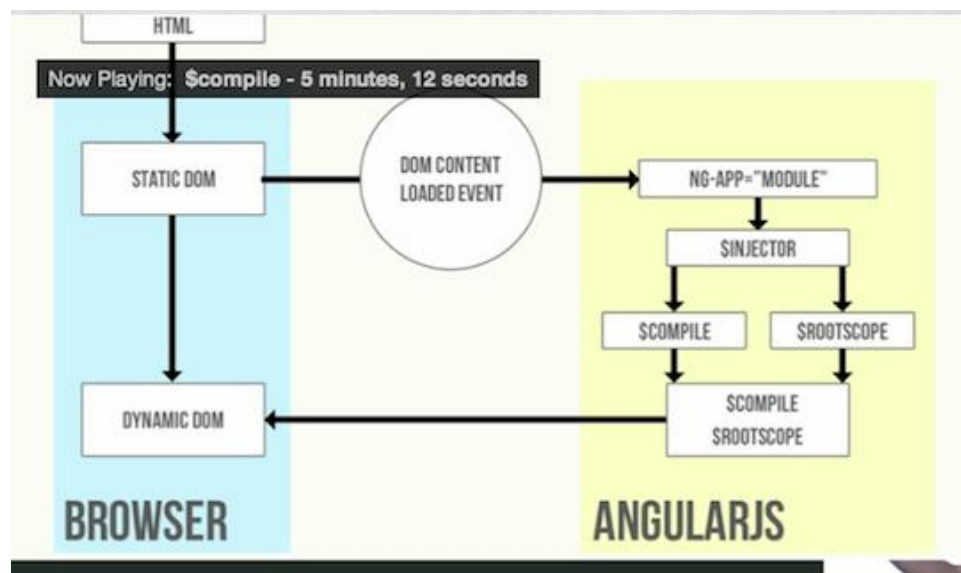 HTML
Now Playing: $compile - 5 minutes, 12 seconds
STATIC DOM
DOM CONTENT
LOADED EVENT
NG-APP="MODULE"
$INJECTOR
$COMPILE
$ROOTSCOPE
DYNAMIC DOM
$COMPILE
$ROOTSCOPE
BROWSER
ANGULARJS